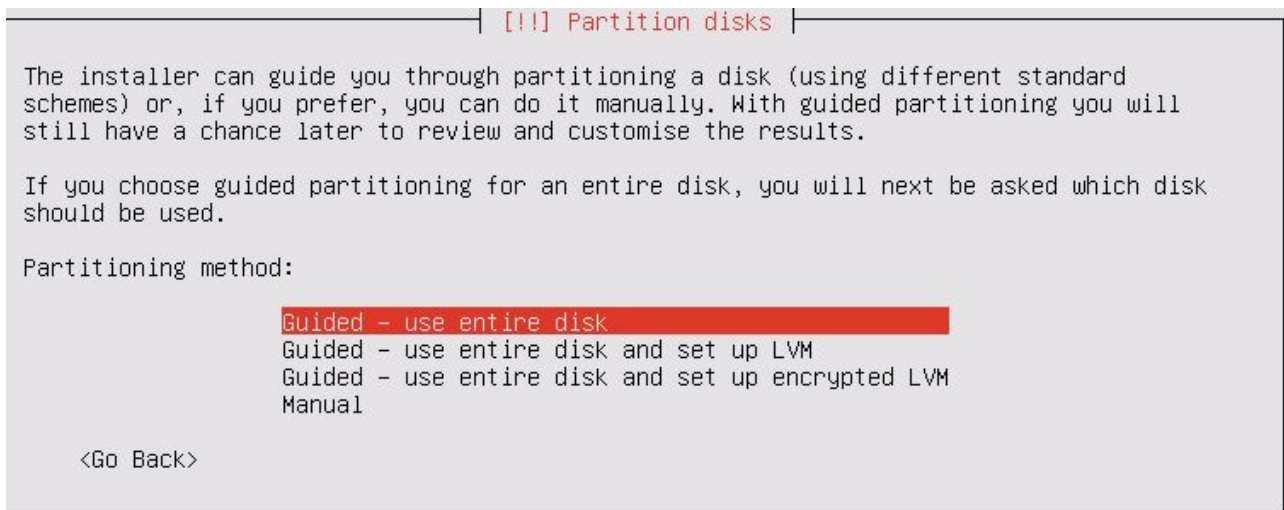 [!!] Partition disks
The installer can guide you through partitioning a disk (using different standard
schemes) or, if you prefer, you can do it manually. With guided partitioning you will
still have a chance later to review and customise the results.
If you choose guided partitioning for an entire disk, you will next be asked which disk
should be used.
Partitioning method:
Guided - use entire disk
Guided - use entire disk and set up LVM
Guided - use entire disk and set up encrypted LVM
Manual
<Go Back>